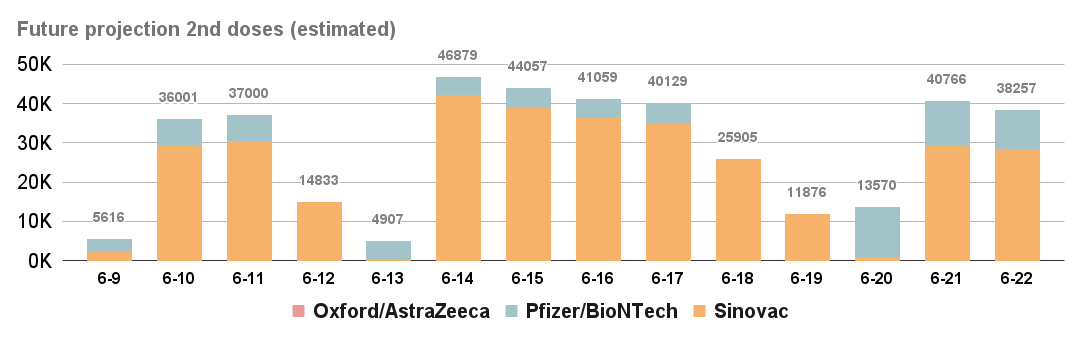 Future projection 2nd doses (estimated)
50K
40K
30K
20K
10K
0K
5616
36001
37000
14833
4907
46879
44057
41059
40129
25905
11876
13570
40766
38257
6-9
6-10
6-11
6-12
6-13
6-14
6-15
6-16
6-17
6-18
6-19
6-20
6-21
6-22
Oxford/AstraZeeca
Pfizer/BioNTech
Sinovac